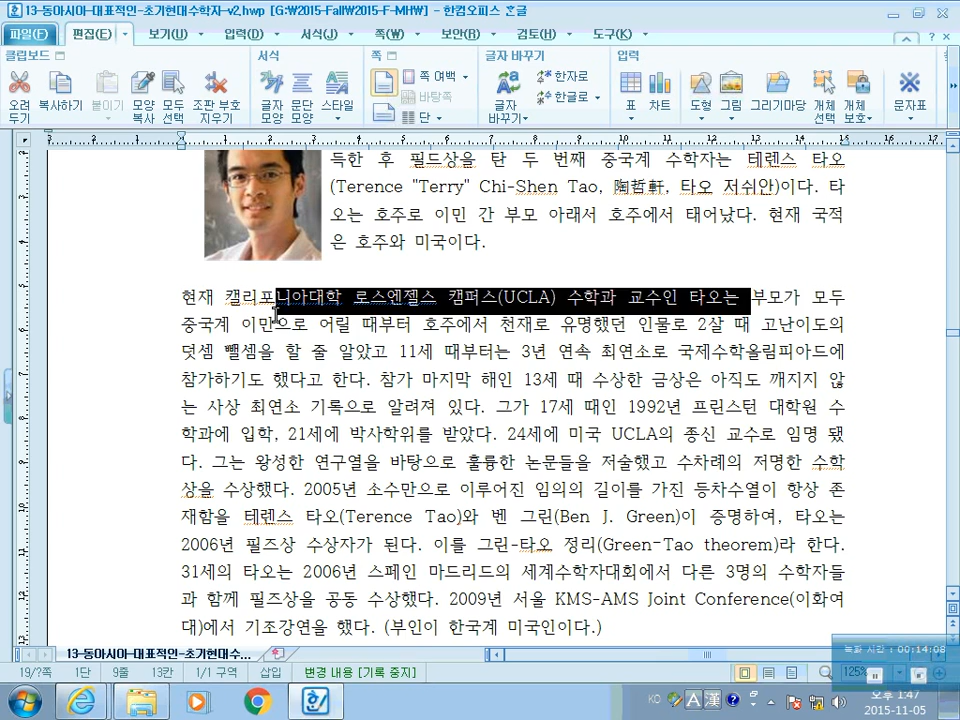 13-동아시아-대표적인-초기현대수학자-v2.hwp [G:\2015-Fall\2015-F-MH\] - 한컴오피스 한글
파일(F) 편집(E) 보기(U) 입력(D) 서식(J) 쪽(W) 보안(R) 검토(H) 도구(K)
클립보드 서식 쪽 글자 바꾸기 입력
오려 두기 복사하기 붙이기 모양 복사 모두 선택 조판 부호 지우기 글자 모양 문단 모양 스타일 쪽 여백 바탕쪽 단 글자 바꾸기 한자로 한글로 표 차트 도형 그림 그리기마당 개체 선택 개체 보호 문자표
득한 후 필드상을 탄 두 번째 중국계 수학자는 테렌스 타오
(Terence "Terry" Chi-Shen Tao, 陶哲軒, 타오 저쉬안)이다. 타
오는 호주로 이민 간 부모 아래서 호주에서 태어났다. 현재 국적
은 호주와 미국이다.
현재 캘리포니아대학 로스엔젤스 캠퍼스(UCLA) 수학과 교수인 타오는 부모가 모두
중국계 이민으로 어릴 때부터 호주에서 천재로 유명했던 인물로 2살 때 고난이도의
덧셈 뺄셈을 할 줄 알았고 11세 때부터는 3년 연속 최연소로 국제수학올림피아드에
참가하기도 했다고 한다. 참가 마지막 해인 13세 때 수상한 금상은 아직도 깨지지 않
는 사상 최연소 기록으로 알려져 있다. 그가 17세 때인 1992년 프린스턴 대학원 수
학과에 입학, 21세에 박사학위를 받았다. 24세에 미국 UCLA의 종신 교수로 임명 됐
다. 그는 왕성한 연구열을 바탕으로 훌륭한 논문들을 저술했고 수차례의 저명한 수학
상을 수상했다. 2005년 소수만으로 이루어진 임의의 길이를 가진 등차수열이 항상 존
재함을 테렌스 타오(Terence Tao)와 벤 그린(Ben J. Green)이 증명하여, 타오는
2006년 필즈상 수상자가 된다. 이를 그린-타오 정리(Green-Tao theorem)라 한다.
31세의 타오는 2006년 스페인 마드리드의 세계수학자대회에서 다른 3명의 수학자들
과 함께 필즈상을 공동 수상했다. 2009년 서울 KMS-AMS Joint Conference(이화여
대)에서 기조강연을 했다. (부인이 한국계 미국인이다.)
13-동아시아-대표적인-초기현대수...
녹화 시간 : 00:14:08
19/?쪽 1단 9줄 13칸 1/1 구역 삽입 변경 내용 [기록 중지] 125%
KO A 漢
오후 1:47
2015-11-05